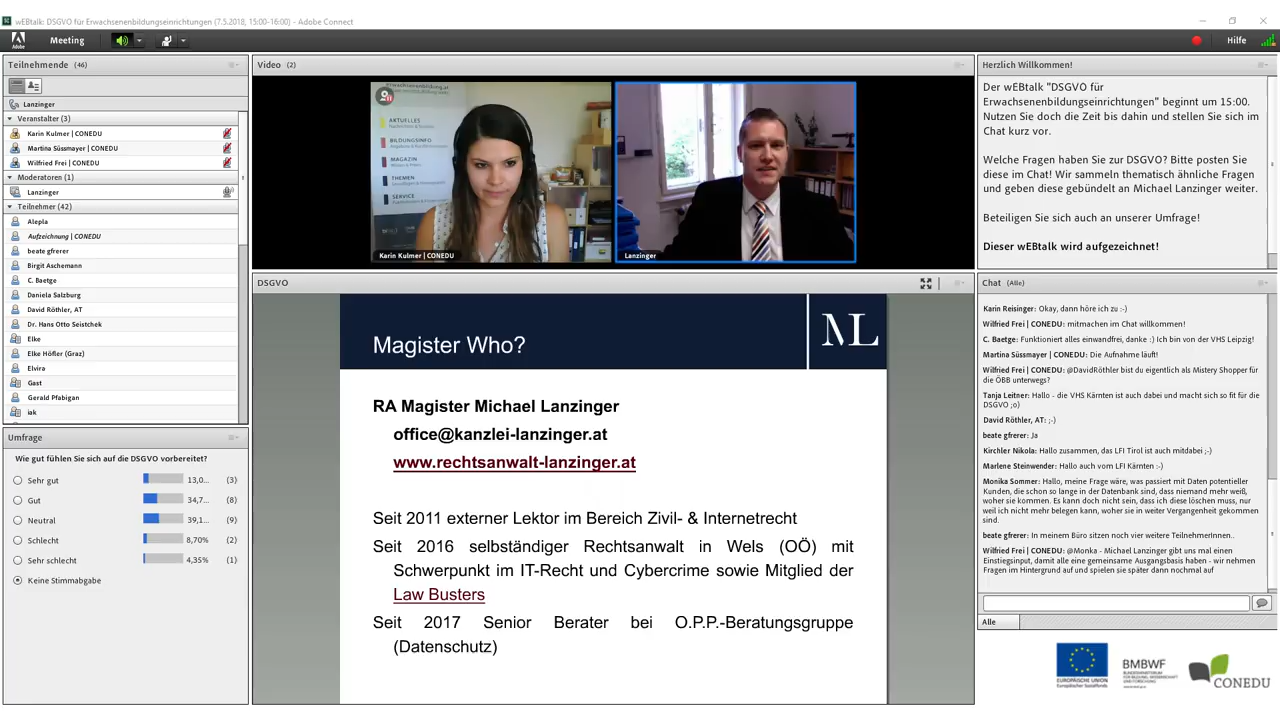 wEBtalk: DSGVO für Erwachsenenbildungseinrichtungen (7.5.2018, 15:00-16:00) - Adobe Connect
Adobe
Meeting
Hilfe
Teilnehmende (46)
Lanzinger
Veranstalter (3)
Karin Kulmer | CONEDU
Martina Süssmayer | CONEDU
Wilfried Frei | CONEDU
Moderatoren (1)
Lanzinger
Teilnehmer (42)
Alepla
Aufzeichnung | CONEDU
beate gfrerer
Birgit Aschemann
C. Baetge
Daniela Salzburg
David Röthler, AT
Dr. Hans Otto Seistchek
Elke
Elke Höfler (Graz)
Elvira
Gast
Gerald Pfabigan
iak
Umfrage
Wie gut fühlen Sie sich auf die DSGVO vorbereitet?
Sehr gut 13,0... (3)
Gut 34,7... (8)
Neutral 39,1... (9)
Schlecht 8,70% (2)
Sehr schlecht 4,35% (1)
Keine Stimmabgabe
Video (2)
AKTUELLES
BILDUNGSINFO
MAGAZIN
THEMEN
SERVICE
Karin Kulmer | CONEDU
Lanzinger
DSGVO
Magister Who?
ML
RA Magister Michael Lanzinger
office@kanzlei-lanzinger.at
www.rechtsanwalt-lanzinger.at
Seit 2011 externer Lektor im Bereich Zivil- & Internetrecht
Seit 2016 selbständiger Rechtsanwalt in Wels (OÖ) mit
Schwerpunkt im IT-Recht und Cybercrime sowie Mitglied der
Law Busters
Seit 2017 Senior Berater bei O.P.P.-Beratungsgruppe
(Datenschutz)
Herzlich Willkommen!
Der wEBtalk "DSGVO für
Erwachsenenbildungseinrichtungen" beginnt um 15:00.
Nutzen Sie doch die Zeit bis dahin und stellen Sie sich im
Chat kurz vor.
Welche Fragen haben Sie zur DSGVO? Bitte posten Sie
diese im Chat! Wir sammeln thematisch ähnliche Fragen
und geben diese gebündelt an Michael Lanzinger weiter.
Beteiligen Sie sich auch an unserer Umfrage!
Dieser wEBtalk wird aufgezeichnet!
Chat (Alle)
Karin Reisinger: Okay, dann höre ich zu :-)
Wilfried Frei | CONEDU: mitmachen im Chat willkommen!
C. Baetge: Funktioniert alles einwandfrei, danke :) Ich bin von der VHS Leipzig!
Martina Süssmayer | CONEDU: Die Aufnahme läuft!
Wilfried Frei | CONEDU: @DavidRöthler bist du eigentlich als Mistery Shopper für
die ÖBB unterwegs?
Tanja Leitner: Hallo - die VHS Kärnten ist auch dabei und macht sich so fit für die
DSGVO ;o)
David Röthler, AT: ;-)
beate gfrerer: Ja
Kirchler Nikola: Hallo zusammen, das LFI Tirol ist auch mitdabei ;-)
Marlene Steinwender: Hallo auch vom LFI Kärnten :-)
Monika Sommer: Hallo, meine Frage wäre, was passiert mit Daten potentieller
Kunden, die schon so lange in der Datenbank sind, dass niemand mehr weiß,
woher sie kommen. Es kann doch nicht sein, dass ich diese löschen muss, nur
weil ich nicht mehr belegen kann, woher sie in weiter Vergangenheit gekommen
sind.
beate gfrerer: In meinem Büro sitzen noch vier weitere TeilnehmerInnen..
Wilfried Frei | CONEDU: @Monka - Michael Lanzinger gibt uns mal einen
Einstiegsinput, damit alle eine gemeinsame Ausgangsbasis haben - wir nehmen
Fragen im Hintergrund auf und spielen sie später dann nochmal auf
Alle
EUROPÄISCHE UNION
Europäischer Sozialfonds
BMBWF
CONEDU